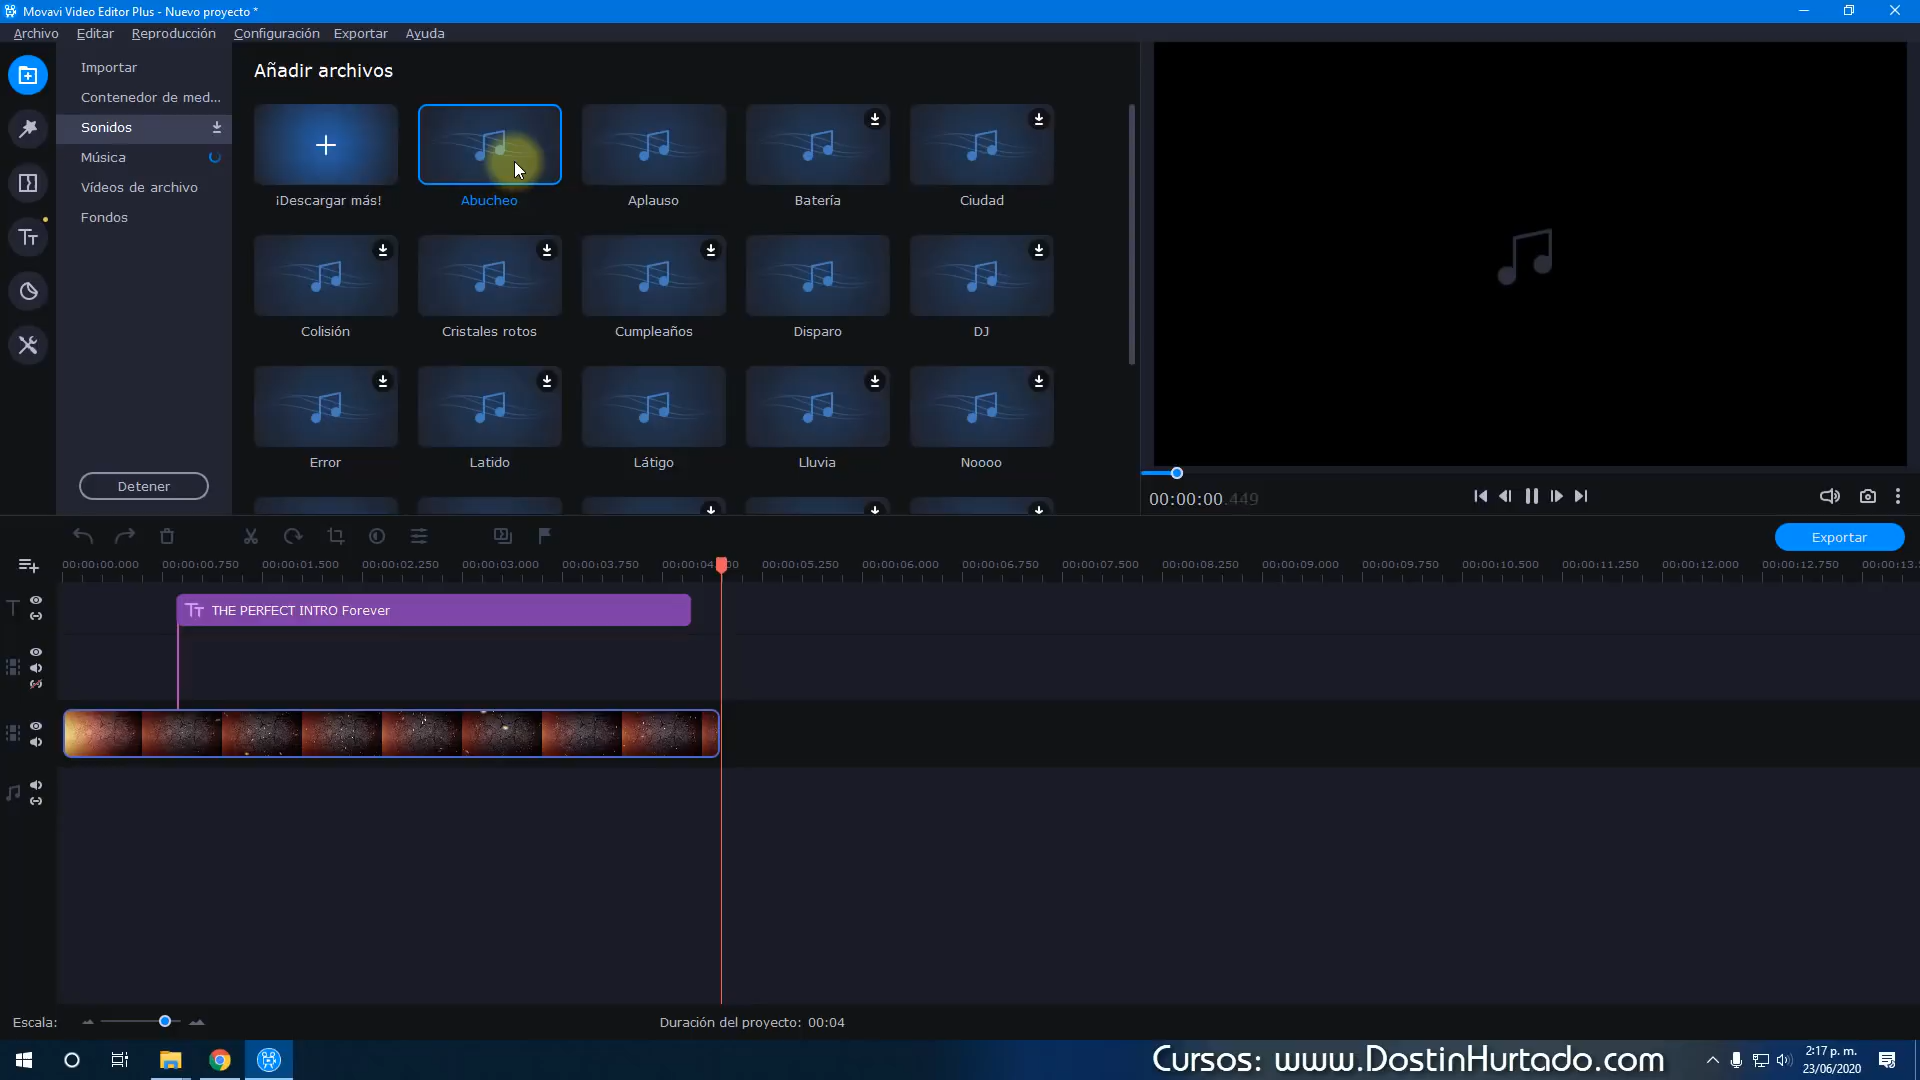 Movavi Video Editor Plus - Nuevo proyecto *
Archivo Editar Reproducción Configuración Exportar Ayuda
Importar
Contenedor de med...
Sonidos
Música
Vídeos de archivo
Fondos
Detener
Añadir archivos
¡Descargar más! Abucheo Aplauso Batería Ciudad
Colisión Cristales rotos Cumpleaños Disparo DJ
Error Latido Látigo Lluvia Noooo
00:00:00.449
Exportar
00:00:00.000 00:00:00.750 00:00:01.500 00:00:02.250 00:00:03.000 00:00:03.750 00:00:05.250 00:00:06.000 00:00:06.750 00:00:07.500 00:00:08.250 00:00:09.000 00:00:09.750 00:00:10.500 00:00:11.250 00:00:12.000 00:00:12.750
THE PERFECT INTRO Forever
Escala:
Duración del proyecto: 00:04
Cursos: www.DostinHurtado.com
2:17 p. m.
23/06/2020